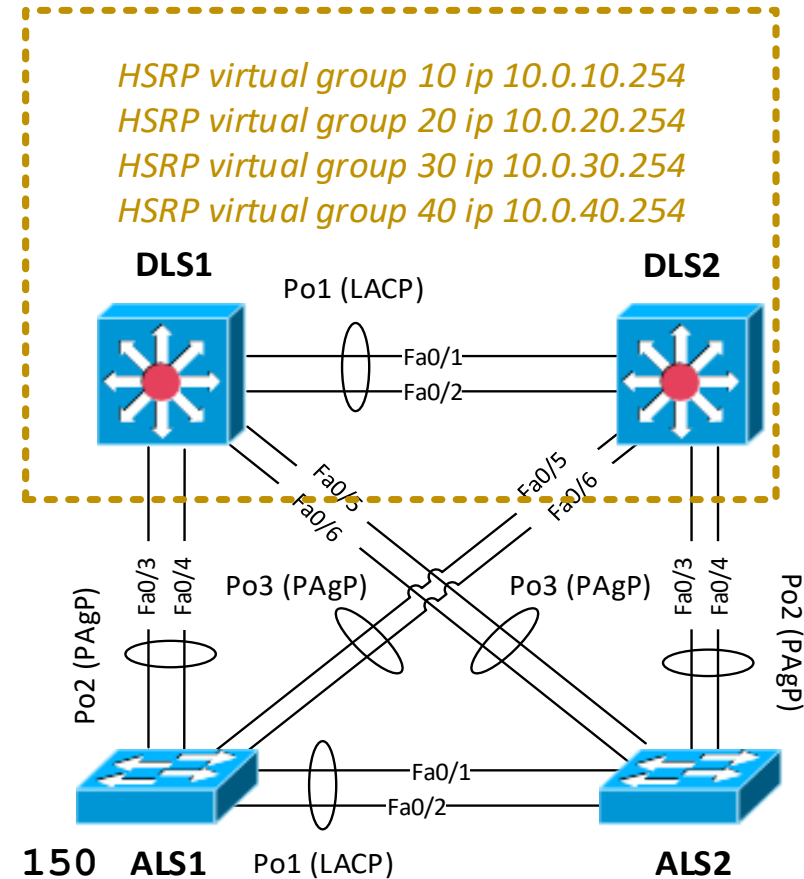 HSRP virtual group 10 ip 10.0.10.254
HSRP virtual group 20 ip 10.0.20.254
HSRP virtual group 30 ip 10.0.30.254
HSRP virtual group 40 ip 10.0.40.254
DLS1
DLS2
Po1 (LACP)
Fa0/1
Fa0/2
Fa0/5
Fa0/6
Fa0/5
Fa0/6
Po2 (PAgP)
Fa0/3
Fa0/4
Po3 (PAgP)
Po3 (PAgP)
Fa0/3
Fa0/4
Po2 (PAgP)
Fa0/1
Fa0/2
150
ALS1
Po1 (LACP)
ALS2